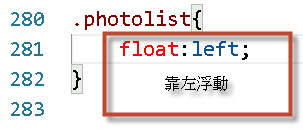 280 .photolist{
281 float:left;
282 }
靠左浮動
283